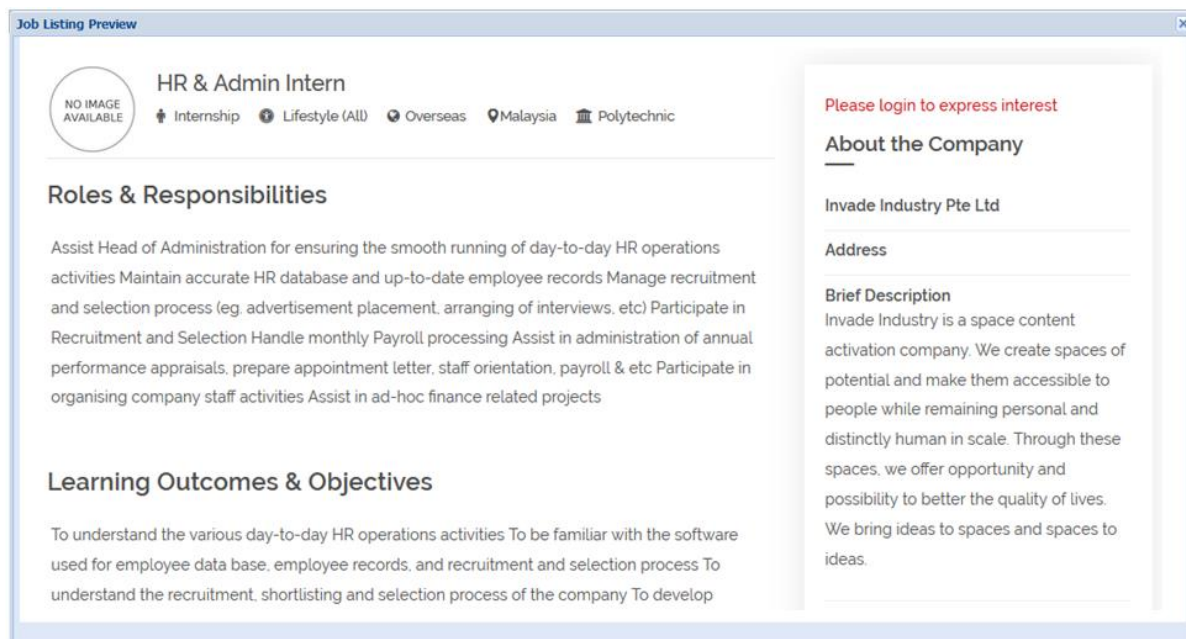 Job Listing Preview
NO IMAGE
AVAILABLE
HR & Admin Intern
Internship Lifestyle (All) Overseas Malaysia Polytechnic
Roles & Responsibilities
Assist Head of Administration for ensuring the smooth running of day-to-day HR operations
activities Maintain accurate HR database and up-to-date employee records Manage recruitment
and selection process (eg. advertisement placement, arranging of interviews, etc) Participate in
Recruitment and Selection Handle monthly Payroll processing Assist in administration of annual
performance appraisals, prepare appointment letter, staff orientation, payroll & etc Participate in
organising company staff activities Assist in ad-hoc finance related projects
Learning Outcomes & Objectives
To understand the various day-to-day HR operations activities To be familiar with the software
used for employee data base, employee records, and recruitment and selection process To
understand the recruitment, shortlisting and selection process of the company To develop
Please login to express interest
About the Company
Invade Industry Pte Ltd
Address
Brief Description
Invade Industry is a space content
activation company. We create spaces of
potential and make them accessible to
people while remaining personal and
distinctly human in scale. Through these
spaces, we offer opportunity and
possibility to better the quality of lives.
We bring ideas to spaces and spaces to
ideas.